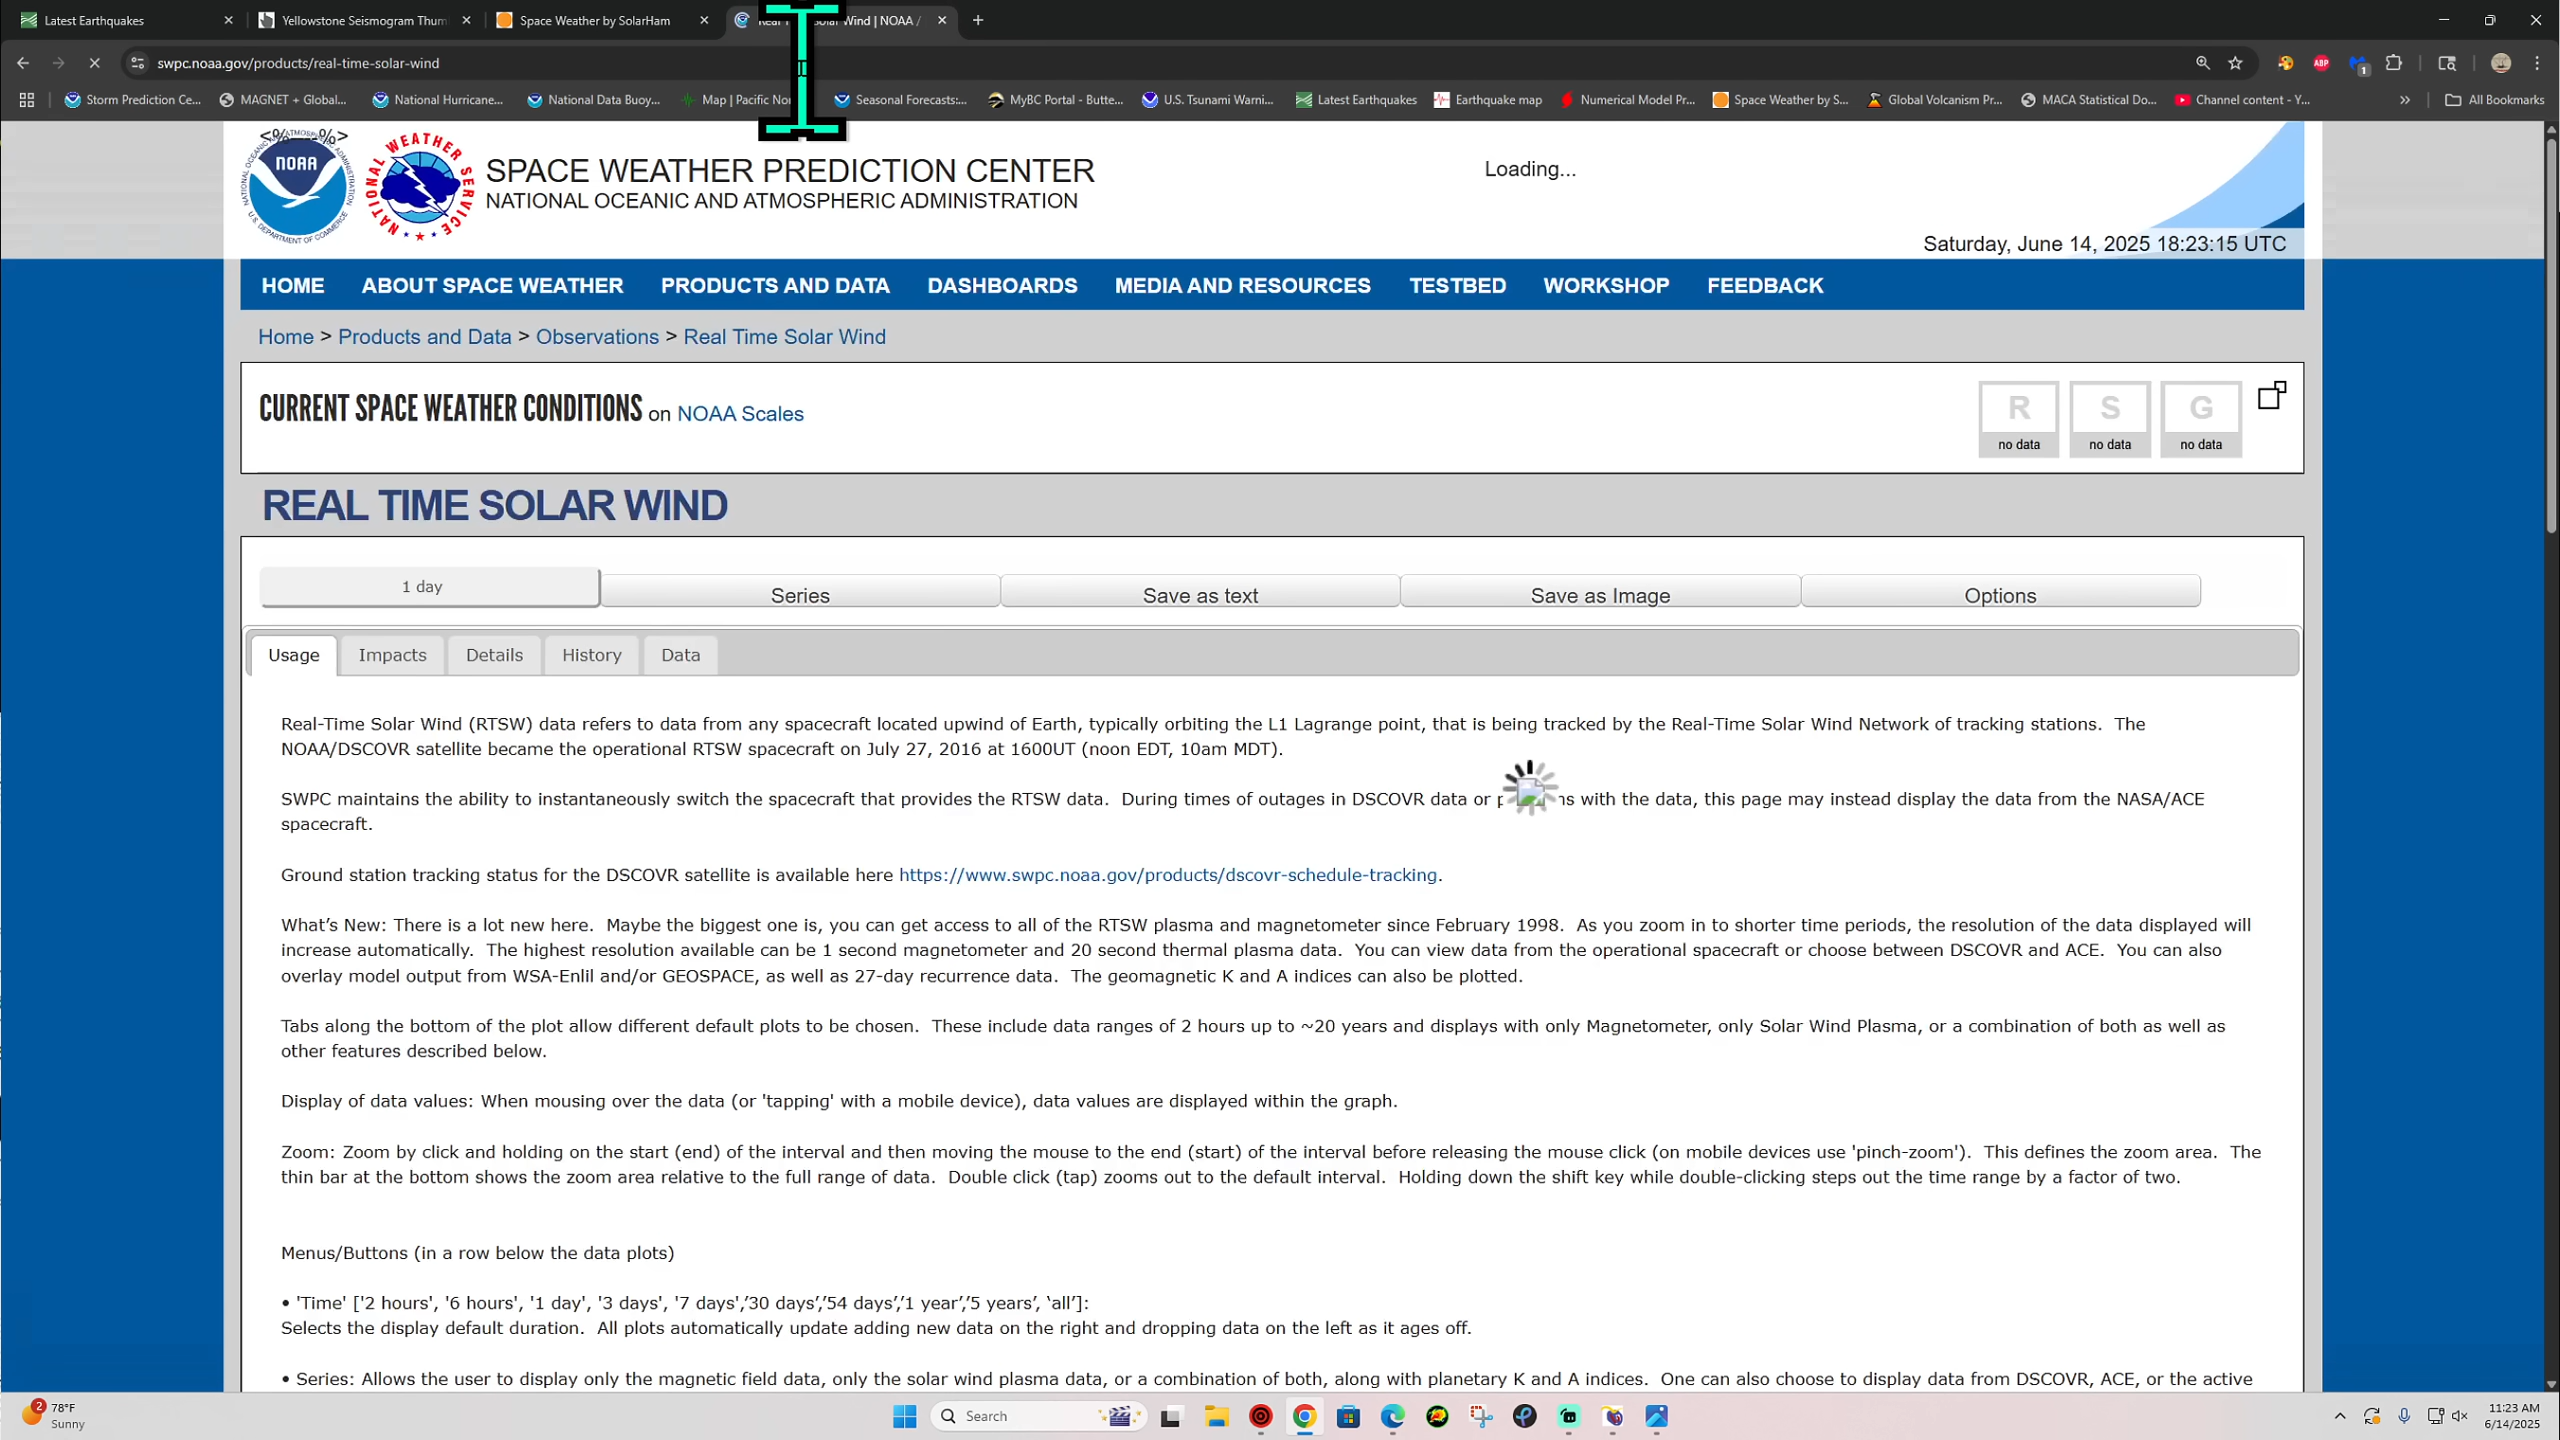 Latest Earthquakes
Yellowstone Seismogram Thum
Space Weather by SolarHam
Wind | NOAA /
swpc.noaa.gov/products/real-time-solar-wind
ABP
1
Storm Prediction Ce...
MAGNET + Global...
National Hurricane...
National Data Buoy...
Map | Pacific No
Seasonal Forecasts:...
MyBC Portal - Butte...
U.S. Tsunami Warni...
Latest Earthquakes
Earthquake map
Numerical Model Pr...
Space Weather by S...
Global Volcanism Pr...
MACA Statistical Do...
Channel content - Y...
All Bookmarks
NOAA
NATIONAL WEATHER SERVICE
SPACE WEATHER PREDICTION CENTER
NATIONAL OCEANIC AND ATMOSPHERIC ADMINISTRATION
Loading...
Saturday, June 14, 2025 18:23:15 UTC
HOME ABOUT SPACE WEATHER PRODUCTS AND DATA DASHBOARDS MEDIA AND RESOURCES TESTBED WORKSHOP FEEDBACK
Home > Products and Data > Observations > Real Time Solar Wind
CURRENT SPACE WEATHER CONDITIONS on NOAA Scales
R S G
no data no data no data
REAL TIME SOLAR WIND
1 day Series Save as text Save as Image Options
Usage Impacts Details History Data
Real-Time Solar Wind (RTSW) data refers to data from any spacecraft located upwind of Earth, typically orbiting the L1 Lagrange point, that is being tracked by the Real-Time Solar Wind Network of tracking stations. The
NOAA/DSCOVR satellite became the operational RTSW spacecraft on July 27, 2016 at 1600UT (noon EDT, 10am MDT).
SWPC maintains the ability to instantaneously switch the spacecraft that provides the RTSW data. During times of outages in DSCOVR data or with the data, this page may instead display the data from the NASA/ACE
spacecraft.
Ground station tracking status for the DSCOVR satellite is available here https://www.swpc.noaa.gov/products/dscovr-schedule-tracking.
What’s New: There is a lot new here. Maybe the biggest one is, you can get access to all of the RTSW plasma and magnetometer since February 1998. As you zoom in to shorter time periods, the resolution of the data displayed will
increase automatically. The highest resolution available can be 1 second magnetometer and 20 second thermal plasma data. You can view data from the operational spacecraft or choose between DSCOVR and ACE. You can also
overlay model output from WSA-Enlil and/or GEOSPACE, as well as 27-day recurrence data. The geomagnetic K and A indices can also be plotted.
Tabs along the bottom of the plot allow different default plots to be chosen. These include data ranges of 2 hours up to ~20 years and displays with only Magnetometer, only Solar Wind Plasma, or a combination of both as well as
other features described below.
Display of data values: When mousing over the data (or 'tapping' with a mobile device), data values are displayed within the graph.
Zoom: Zoom by click and holding on the start (end) of the interval and then moving the mouse to the end (start) of the interval before releasing the mouse click (on mobile devices use 'pinch-zoom'). This defines the zoom area. The
thin bar at the bottom shows the zoom area relative to the full range of data. Double click (tap) zooms out to the default interval. Holding down the shift key while double-clicking steps out the time range by a factor of two.
Menus/Buttons (in a row below the data plots)
• 'Time' ['2 hours', '6 hours', '1 day', '3 days', '7 days',’30 days’,’54 days’,’1 year’,’5 years’, ‘all’]:
Selects the display default duration. All plots automatically update adding new data on the right and dropping data on the left as it ages off.
• Series: Allows the user to display only the magnetic field data, only the solar wind plasma data, or a combination of both, along with planetary K and A indices. One can also choose to display data from DSCOVR, ACE, or the active
2
78°F
Sunny
Search
11:23 AM
6/14/2025